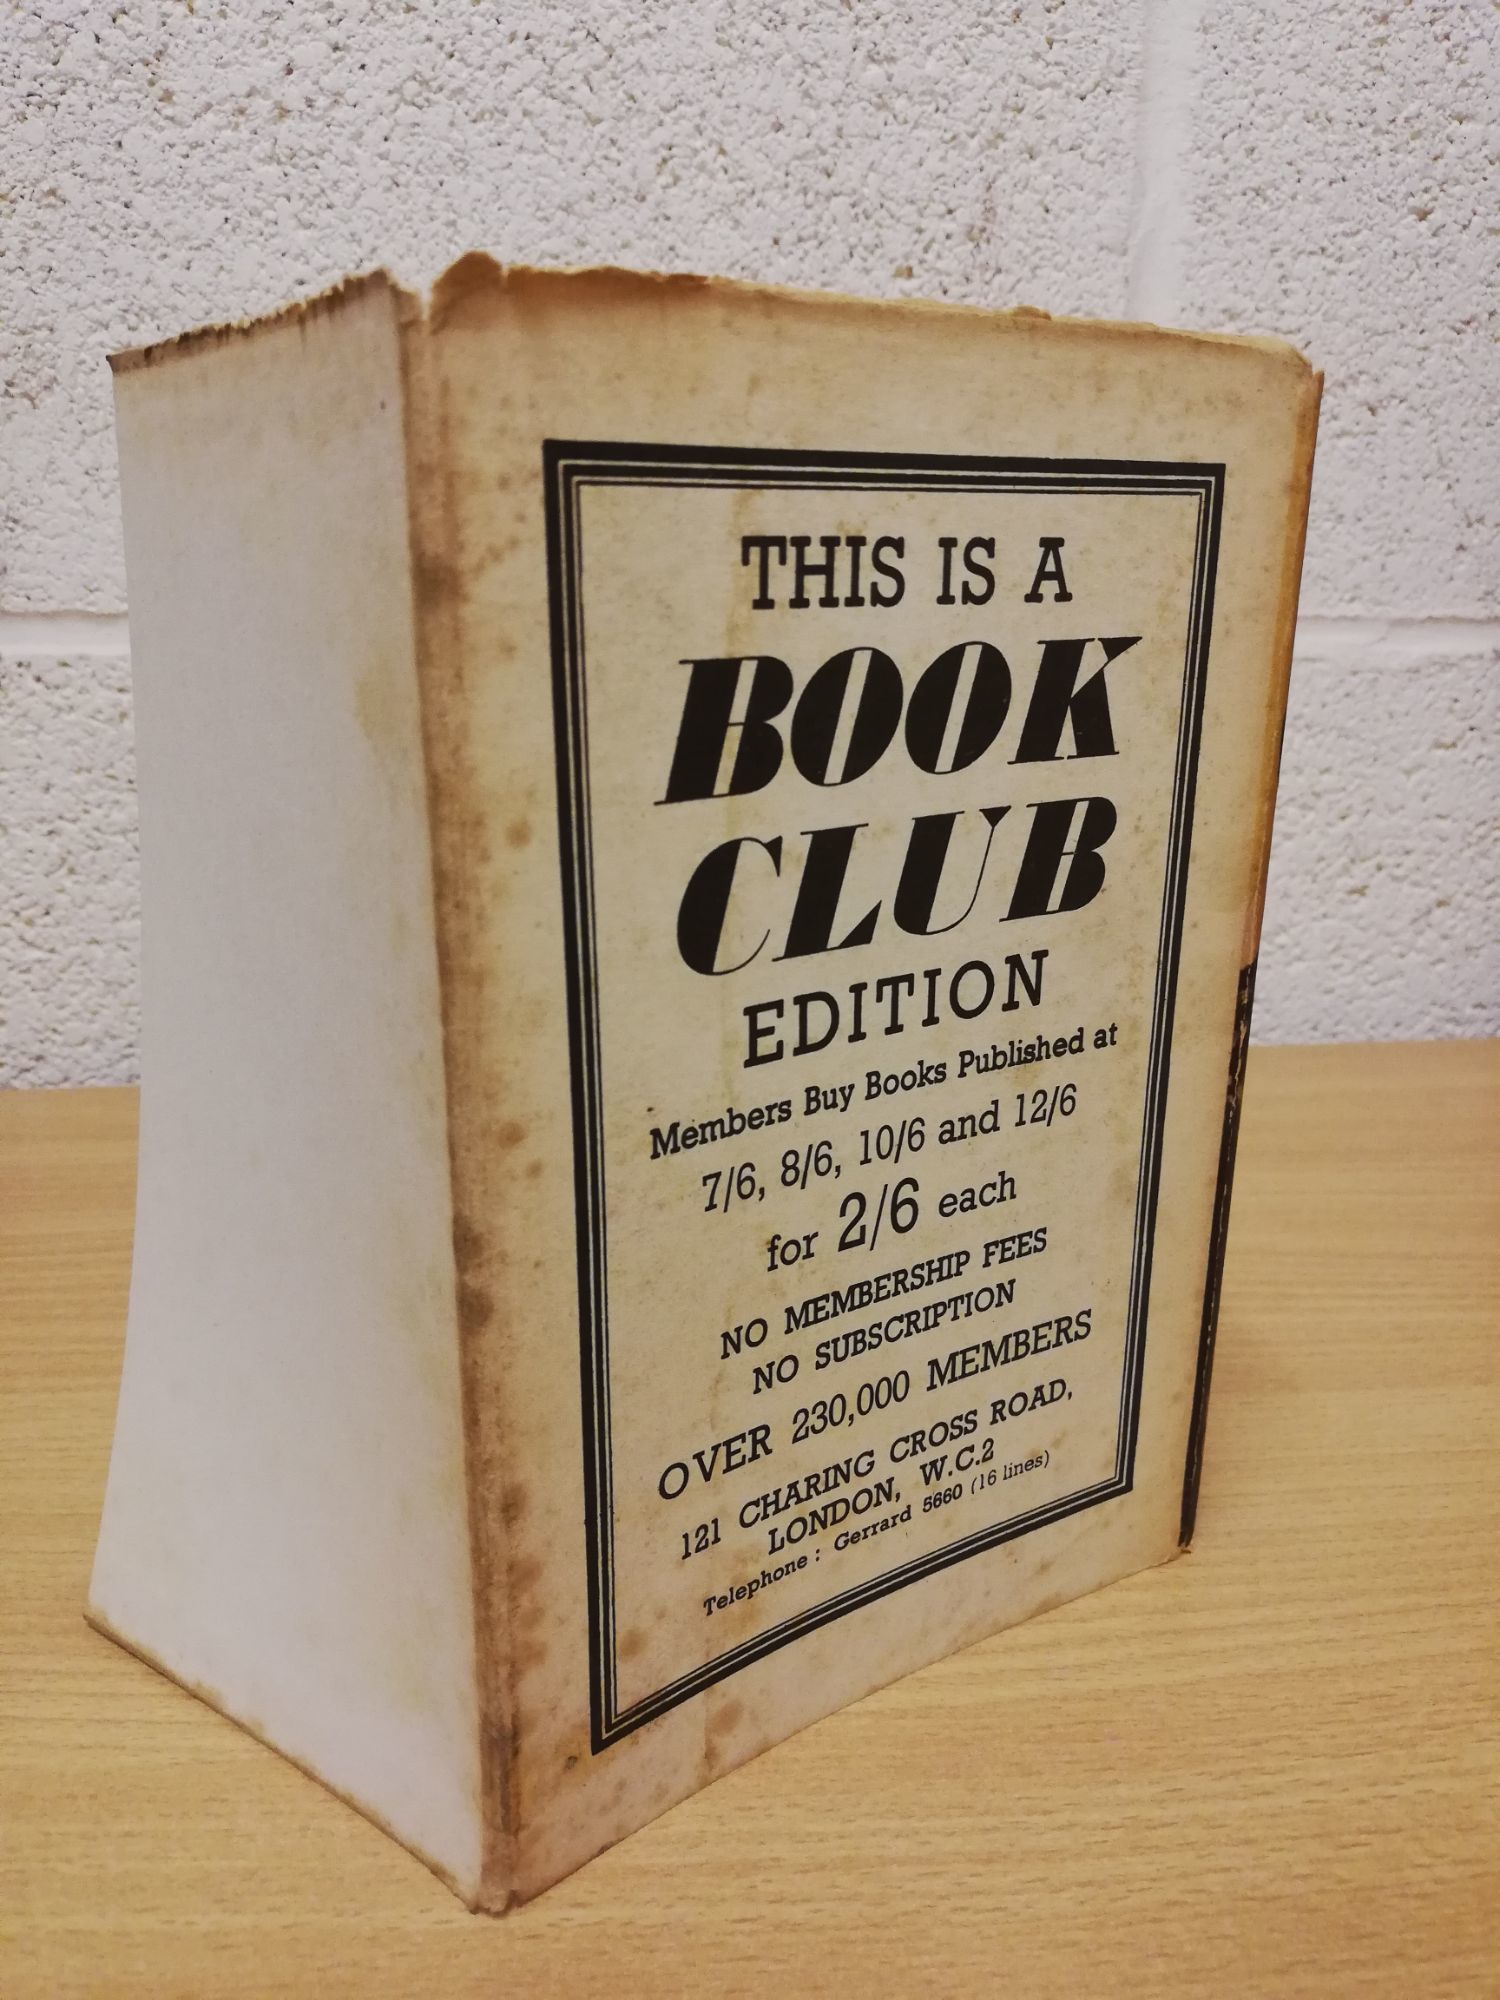 THIS IS A
BOOK
CLUB
EDITION
Members Buy Books Published at
7/6, 8/6, 10/6 and 12/6
for 2/6 each
NO MEMBERSHIP FEES
NO SUBSCRIPTION
OVER 230,000 MEMBERS
121 CHARING CROSS ROAD,
LONDON, W.C.2
Telephone : Gerrard 5660 (16 lines)